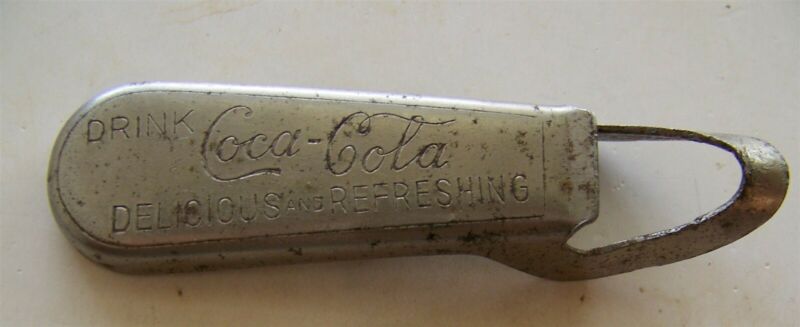 DRINK Coca-Cola
DELICIOUS AND REFRESHING